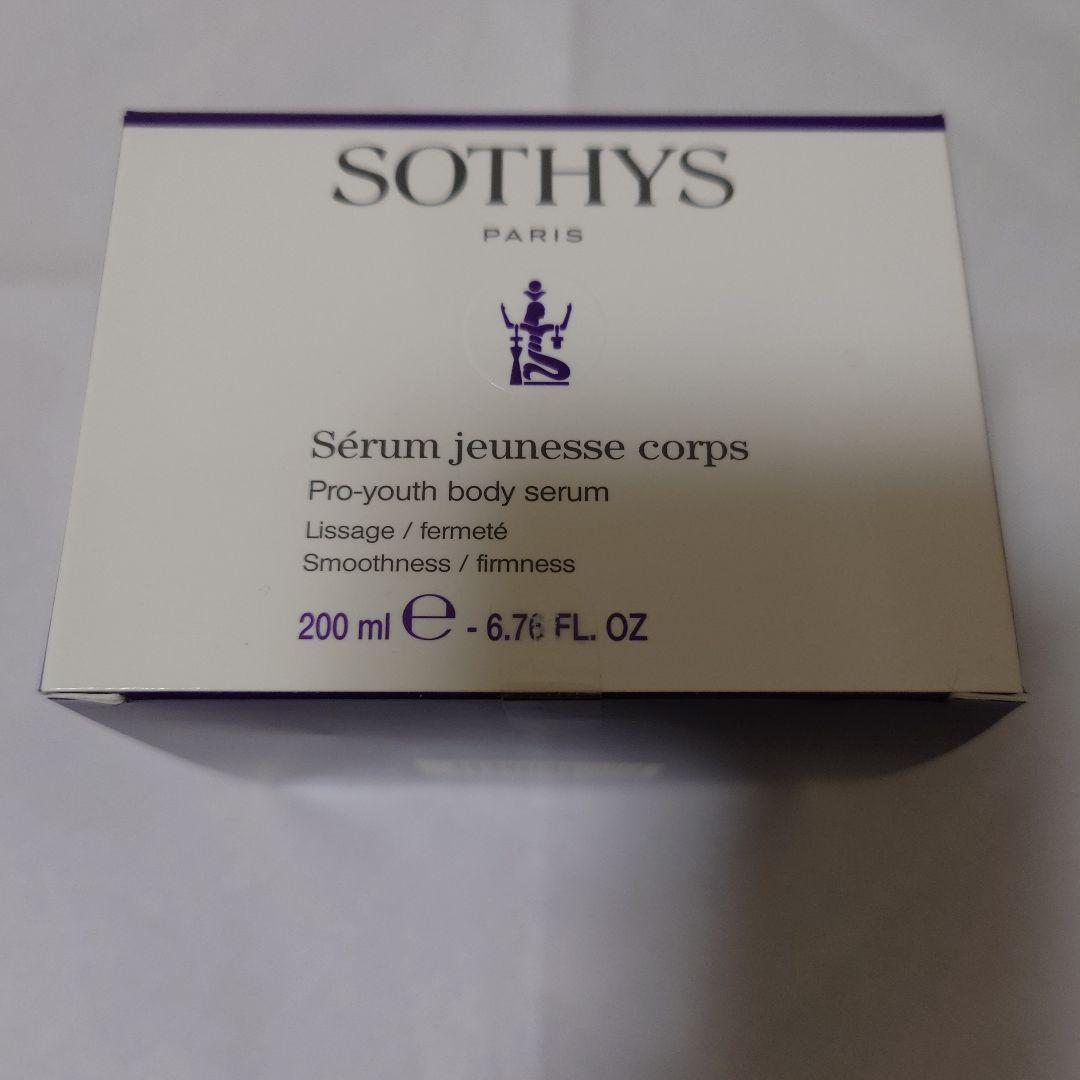 SOTHYS
PARIS
Sérum jeunesse corps
Pro-youth body serum
Lissage / fermeté
Smoothness / firmness
200 ml ℮ - 6.76 FL. OZ